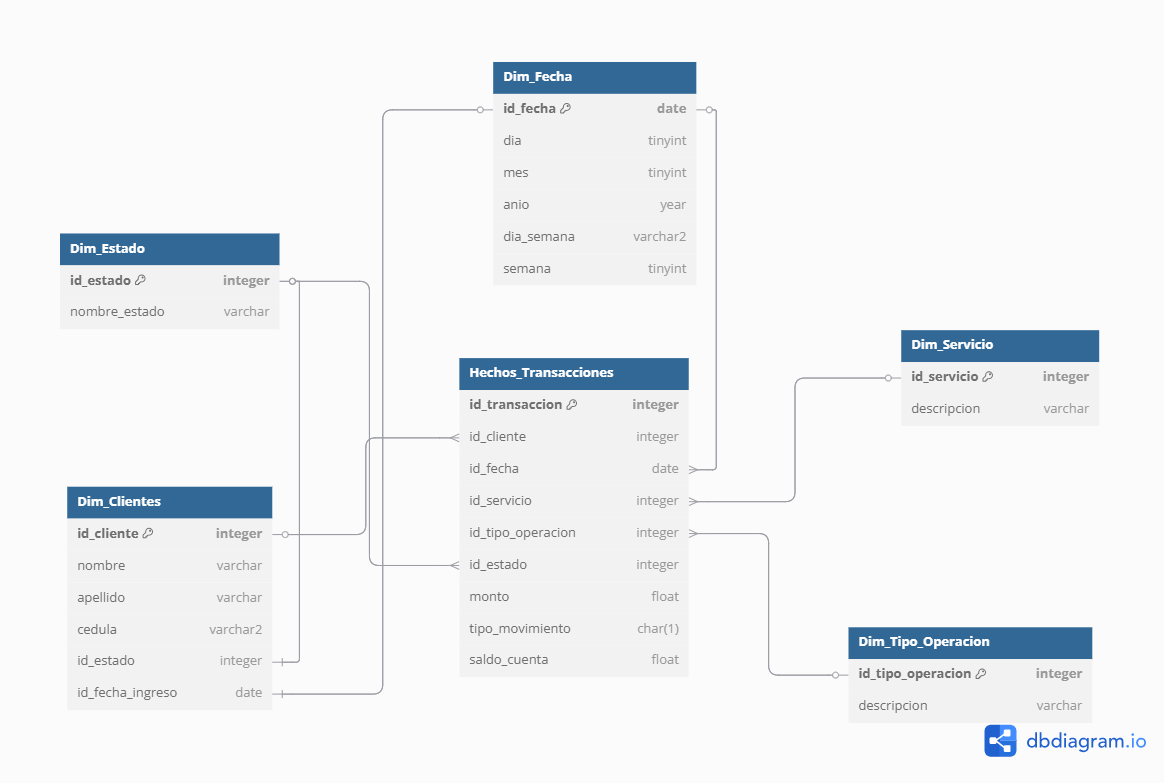 Dim_Fecha
id_fecha date
dia tinyint
mes tinyint
anio year
dia_semana varchar2
semana tinyint
Dim_Estado
id_estado integer
nombre_estado varchar
Dim_Servicio
id_servicio integer
descripcion varchar
Hechos_Transacciones
id_transaccion integer
id_cliente integer
id_fecha date
id_servicio integer
id_tipo_operacion integer
id_estado integer
monto float
tipo_movimiento char(1)
saldo_cuenta float
Dim_Clientes
id_cliente integer
nombre varchar
apellido varchar
cedula varchar2
id_estado integer
id_fecha_ingreso date
Dim_Tipo_Operacion
id_tipo_operacion integer
descripcion varchar
dbdiagram.io